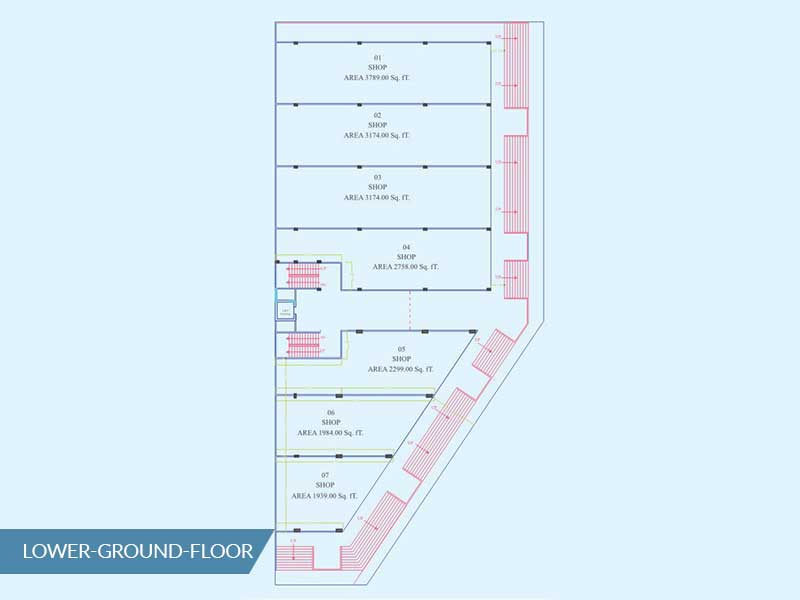 01
SHOP
AREA 3789.00 Sq. fT.
02
SHOP
AREA 3174.00 Sq. fT.
03
SHOP
AREA 3174.00 Sq. fT.
04
SHOP
AREA 2758.00 Sq. fT.
05
SHOP
AREA 2299.00 Sq. fT.
06
SHOP
AREA 1984.00 Sq. fT.
07
SHOP
AREA 1939.00 Sq. fT.
LOWER-GROUND-FLOOR